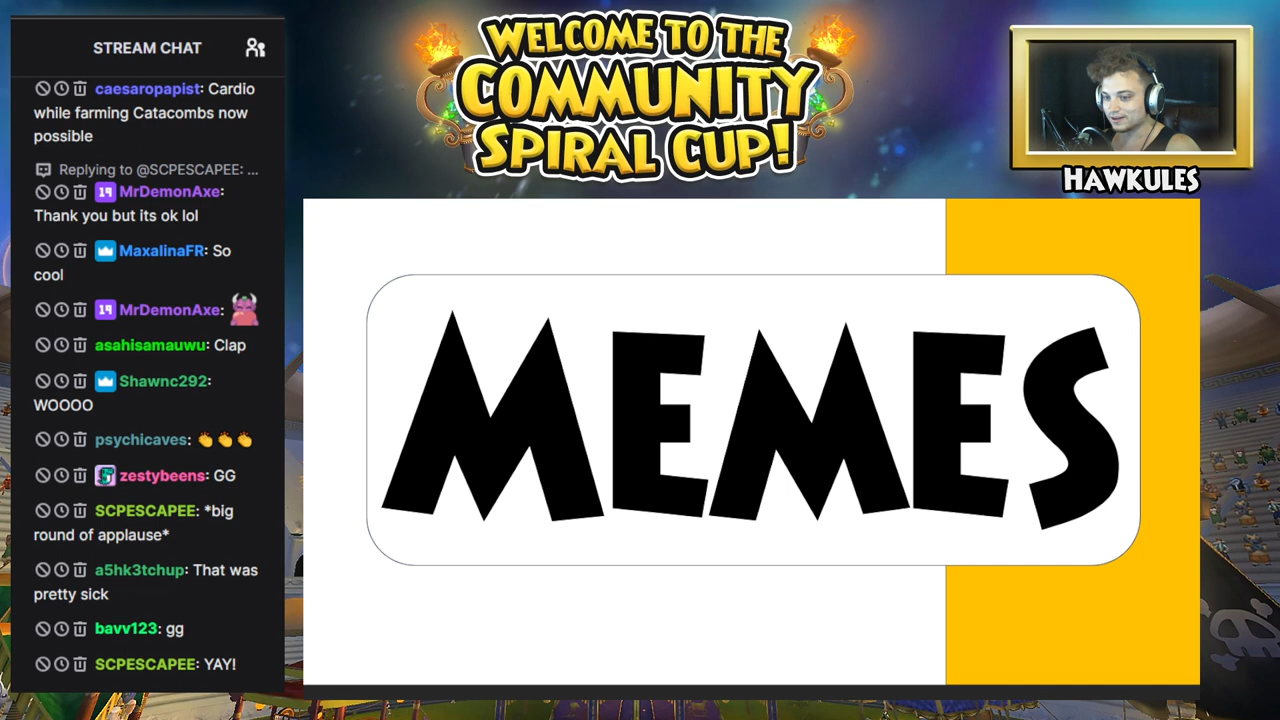 STREAM CHAT
caesaropapist: Cardio
while farming Catacombs now
possible
Replying to @SCPESCAPEE: ...
19 MrDemonAxe:
Thank you but its ok lol
MaxalinaFR: So
cool
19 MrDemonAxe:
asahisamauwu: Clap
Shawnc292:
WOOOO
psychicaves: 👏👏👏
zestybeens: GG
SCPESCAPEE: *big
round of applause*
a5hk3tchup: That was
pretty sick
bavv123: gg
SCPESCAPEE: YAY!
WELCOME TO THE
COMMUNITY
SPIRAL CUP!
HAWKULES
MEMES